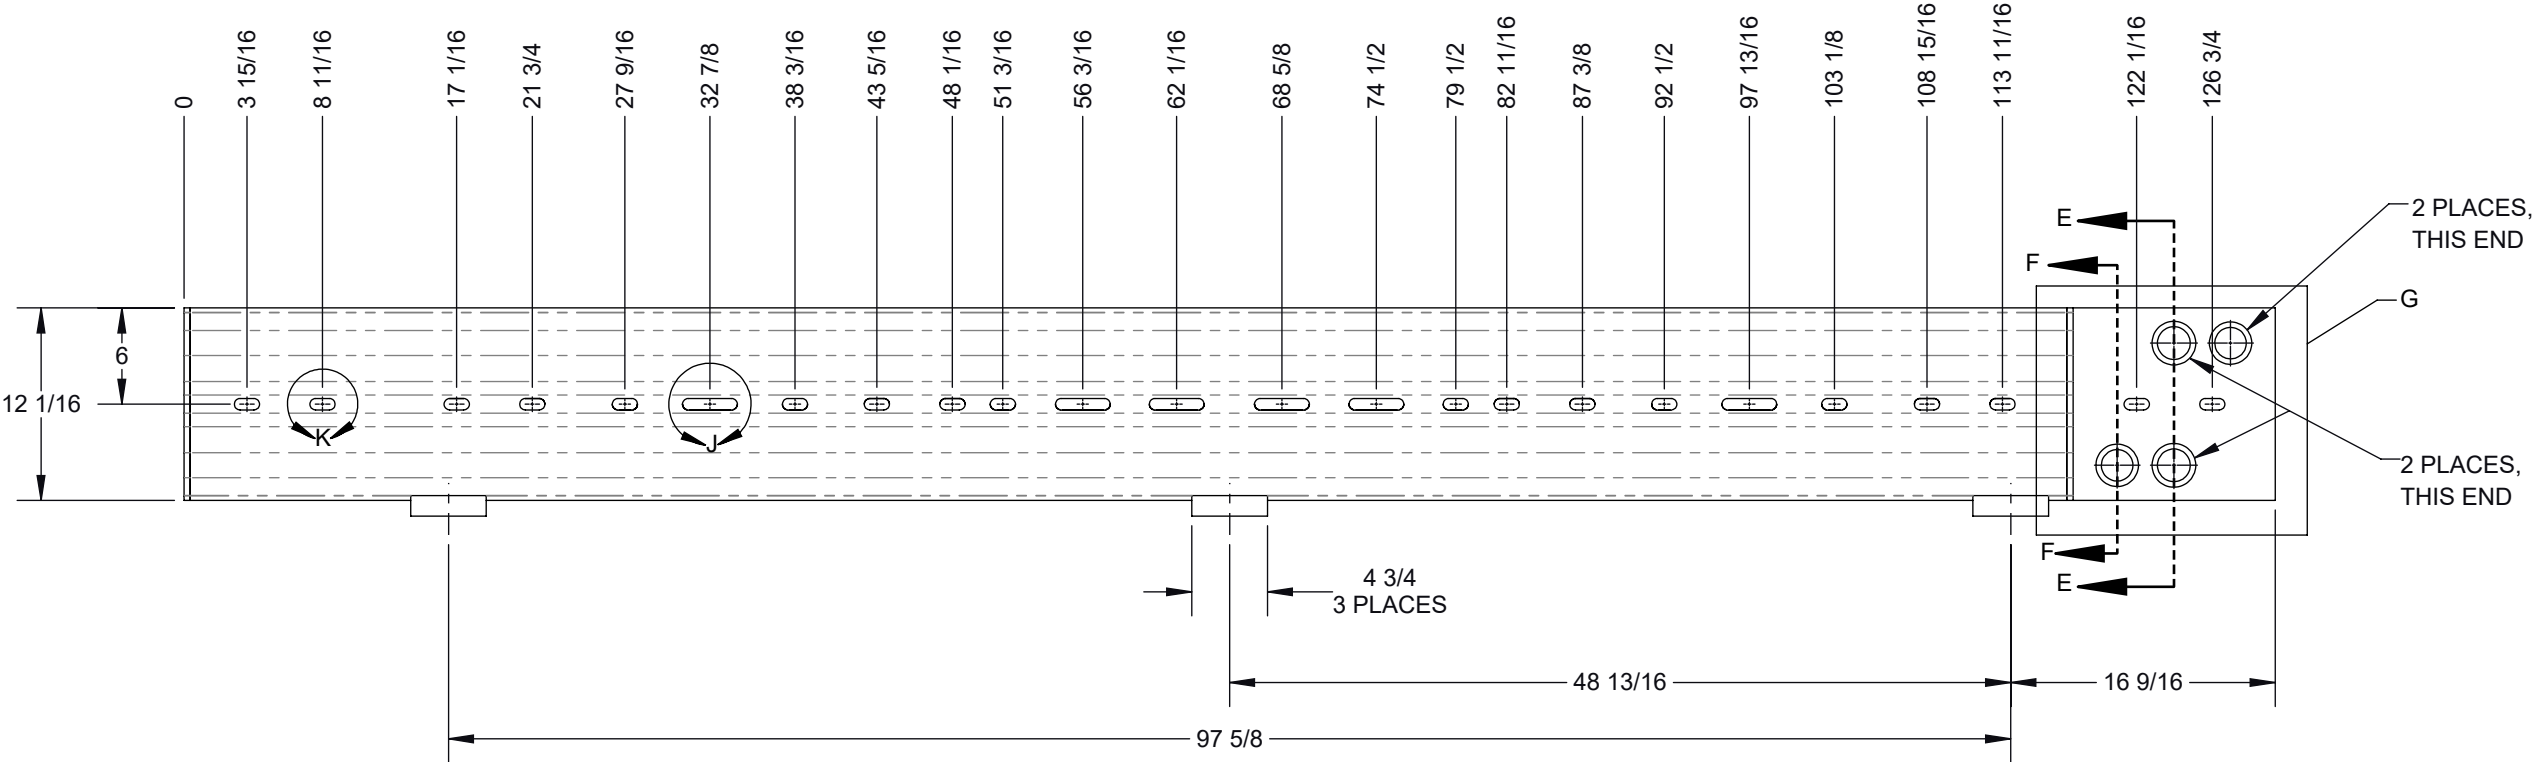 0
3 15/16
8 11/16
17 1/16
21 3/4
27 9/16
32 7/8
38 3/16
43 5/16
48 1/16
51 3/16
56 3/16
62 1/16
68 5/8
74 1/2
79 1/2
82 11/16
87 3/8
92 1/2
97 13/16
103 1/8
108 15/16
113 11/16
122 1/16
126 3/4
E
F
2 PLACES,
THIS END
G
6
12 1/16
K
J
2 PLACES,
THIS END
F
E
4 3/4
3 PLACES
48 13/16
16 9/16
97 5/8